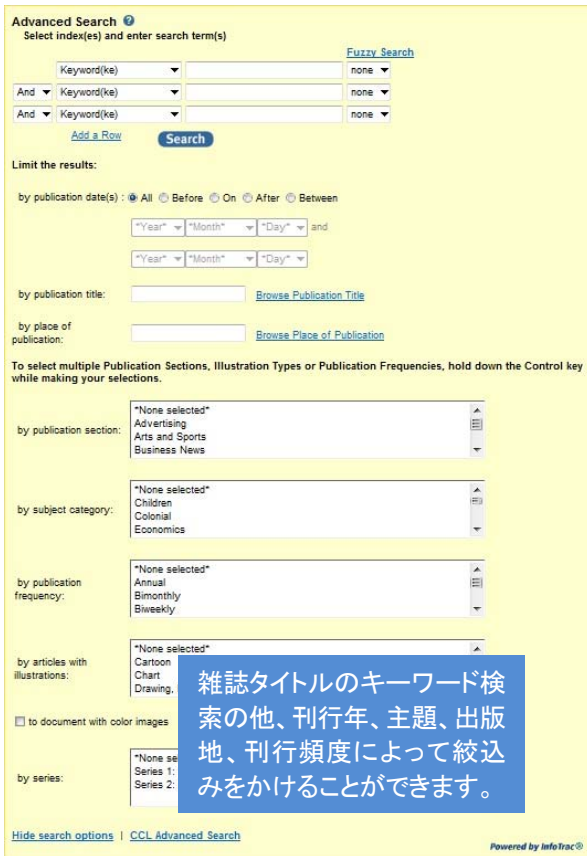 Advanced Search ?
Select index(es) and enter search term(s)
Fuzzy Search
Keyword(ke) none
And Keyword(ke) none
And Keyword(ke) none
Add a Row Search
Limit the results:
by publication date(s) : All Before On After Between
*Year* *Month* *Day* and
*Year* *Month* *Day*
by publication title: Browse Publication Title
by place of
publication: Browse Place of Publication
To select multiple Publication Sections, Illustration Types or Publication Frequencies, hold down the Control key
while making your selections.
by publication section:
*None selected*
Advertising
Arts and Sports
Business News
by subject category:
*None selected*
Children
Colonial
Economics
by publication
frequency:
*None selected*
Annual
Bimonthly
Biweekly
by articles with
illustrations:
*None selected*
Cartoon
Chart
Drawing,
to document with color images
by series:
*None se
Series 1:
Series 2:
雑誌タイトルのキーワード検
索の他、刊行年、主題、出版
地、刊行頻度によって絞込
みをかけることができます。
Hide search options | CCL Advanced Search
Powered by InfoTrac®